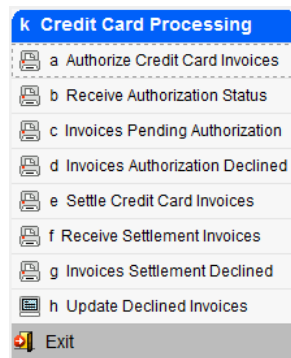 k Credit Card Processing
a Authorize Credit Card Invoices
b Receive Authorization Status
c Invoices Pending Authorization
d Invoices Authorization Declined
e Settle Credit Card Invoices
f Receive Settlement Invoices
g Invoices Settlement Declined
h Update Declined Invoices
Exit